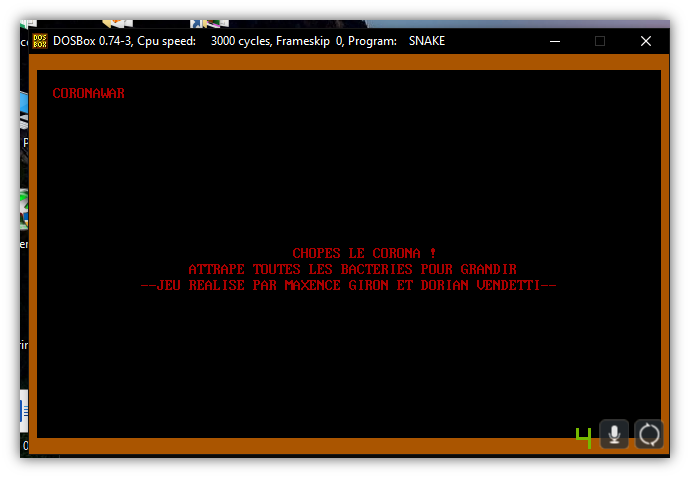 DOS
BOX
DOSBox 0.74-3, Cpu speed: 3000 cycles, Frameskip 0, Program: SNAKE
CORONAWAR
CHOPES LE CORONA !
ATTRAPE TOUTES LES BACTERIES POUR GRANDIR
--JEU REALISE PAR MAXENCE GIRON ET DORIAN VENDETTI--
4